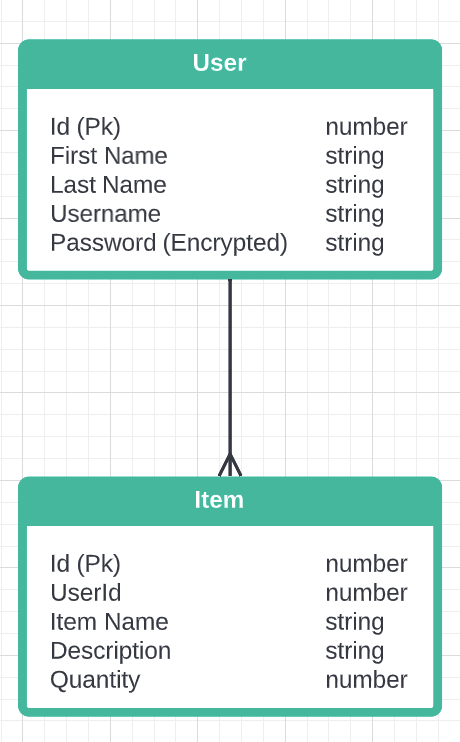 User
Id (Pk) number
First Name string
Last Name string
Username string
Password (Encrypted) string
Item
Id (Pk) number
UserId number
Item Name string
Description string
Quantity number